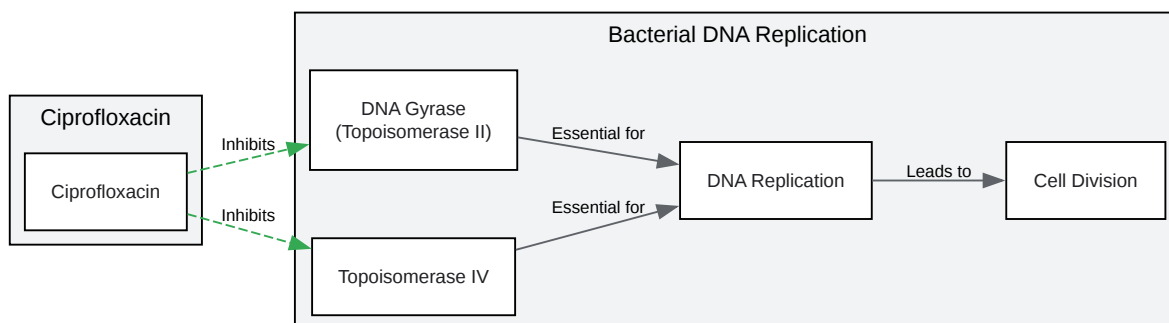 Bacterial DNA Replication
Ciprofloxacin
Ciprofloxacin
Inhibits
Inhibits
DNA Gyrase
(Topoisomerase II)
Topoisomerase IV
Essential for
Essential for
DNA Replication
Leads to
Cell Division